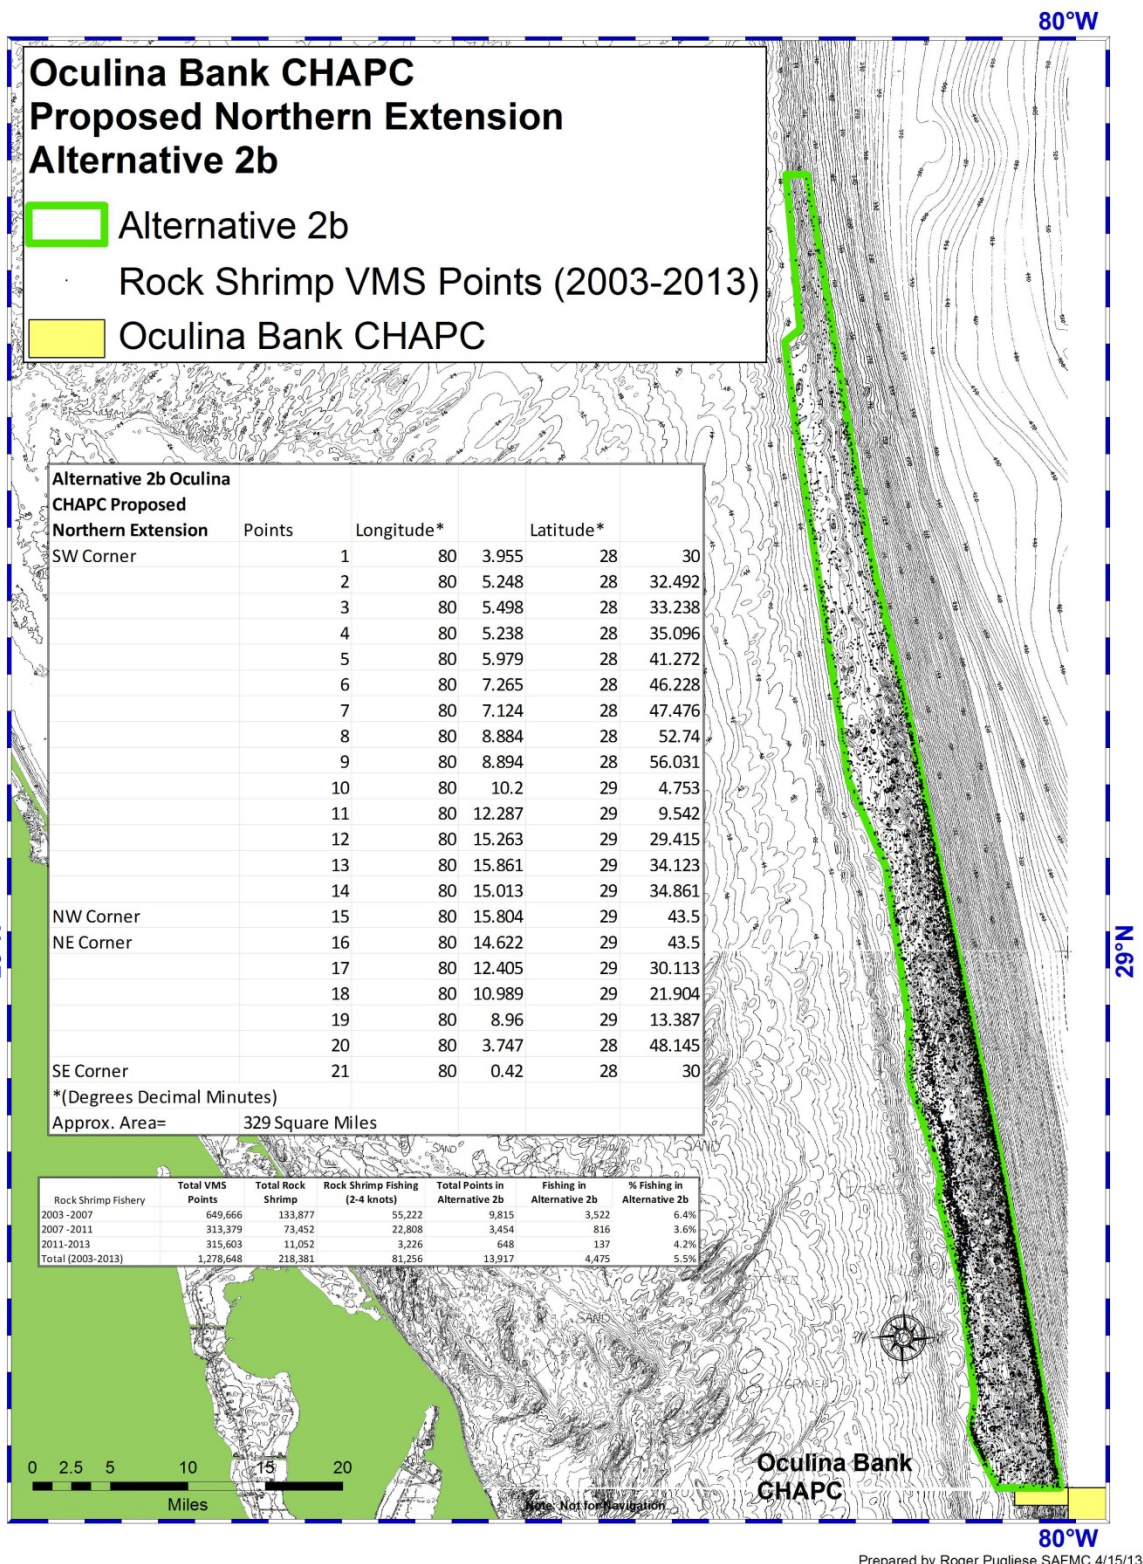 80°W
Oculina Bank CHAPC
Proposed Northern Extension
Alternative 2b
Alternative 2b
Rock Shrimp VMS Points (2003-2013)
Oculina Bank CHAPC
Alternative 2b Oculina
CHAPC Proposed
Northern Extension Points Longitude* Latitude*
SW Corner 1 80 3.955 28 30
2 80 5.248 28 32.492
3 80 5.498 28 33.238
4 80 5.238 28 35.096
5 80 5.979 28 41.272
6 80 7.265 28 46.228
7 80 7.124 28 47.476
8 80 8.884 28 52.74
9 80 8.894 28 56.031
10 80 10.2 29 4.753
11 80 12.287 29 9.542
12 80 15.263 29 29.415
13 80 15.861 29 34.123
14 80 15.013 29 34.861
NW Corner 15 80 15.804 29 43.5
NE Corner 16 80 14.622 29 43.5
17 80 12.405 29 30.113
18 80 10.989 29 21.904
19 80 8.96 29 13.387
20 80 3.747 28 48.145
SE Corner 21 80 0.42 28 30
*(Degrees Decimal Minutes)
Approx. Area= 329 Square Miles
29°N
SAND
SAND
Rock Shrimp Fishery Total VMS Points Total Rock Shrimp Rock Shrimp Fishing (2-4 knots) Total Points in Alternative 2b Fishing in Alternative 2b % Fishing in Alternative 2b
2003 -2007 649,666 133,877 55,222 9,815 3,522 6.4%
2007 -2011 313,379 73,452 22,808 3,454 816 3.6%
2011-2013 315,603 11,052 3,226 648 137 4.2%
Total (2003-2013) 1,278,648 218,381 81,256 13,917 4,475 5.5%
SAND
GRAVEL
0 2.5 5 10 15 20
Miles
Oculina Bank
CHAPC
Note: Not for Navigation
80°W
Prepared by Roger Pugliese SAFMC 4/15/13